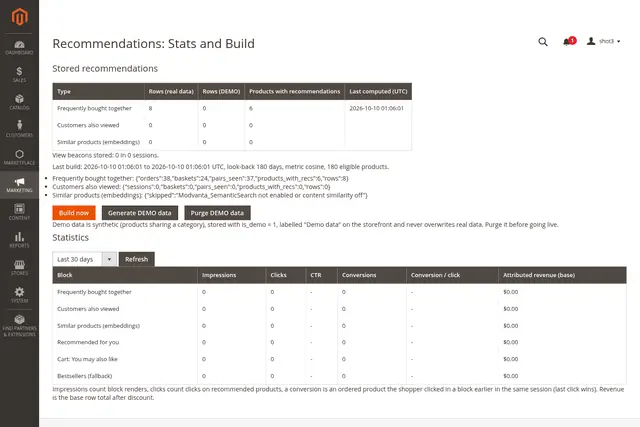 DASHBOARD
SALES
CATALOG
CUSTOMERS
MARKETPLACE
MARKETING
CONTENT
REPORTS
STORES
SYSTEM
FIND PARTNERS
& EXTENSIONS
Recommendations: Stats and Build
1
shot3
Stored recommendations
Type Rows (real data) Rows (DEMO) Products with recommendations Last computed (UTC)
Frequently bought together 8 0 6 2026-10-10 01:06:01
Customers also viewed 0 0 0
Similar products (embeddings) 0 0 0
View beacons stored: 0 in 0 sessions.
Last build: 2026-10-10 01:06:01 to 2026-10-10 01:06:01 UTC, look-back 180 days, metric cosine, 180 eligible products.
Frequently bought together: {"orders":38,"baskets":24,"pairs_seen":37,"products_with_recs":6,"rows":8}
Customers also viewed: {"sessions":0,"baskets":0,"pairs_seen":0,"products_with_recs":0,"rows":0}
Similar products (embeddings): {"skipped":"Modvanta_SemanticSearch not enabled or content similarity off"}
Build now Generate DEMO data Purge DEMO data
Demo data is synthetic (products sharing a category), stored with is_demo = 1, labelled "Demo data" on the storefront and never overwrites real data. Purge it before going live.
Statistics
Last 30 days Refresh
Block Impressions Clicks CTR Conversions Conversion / click Attributed revenue (base)
Frequently bought together 0 0 - 0 - $0.00
Customers also viewed 0 0 - 0 - $0.00
Similar products (embeddings) 0 0 - 0 - $0.00
Recommended for you 0 0 - 0 - $0.00
Cart: You may also like 0 0 - 0 - $0.00
Bestsellers (fallback) 0 0 - 0 - $0.00
Impressions count block renders, clicks count clicks on recommended products, a conversion is an ordered product the shopper clicked in a block earlier in the same session (last click wins). Revenue
is the base row total after discount.